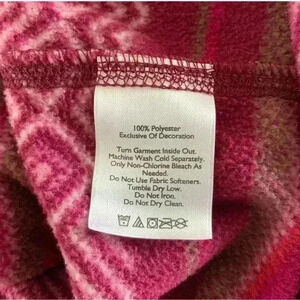 100% Polyester
Exclusive Of Decoration
Turn Garment Inside Out.
Machine Wash Cold Separately.
Only Non-Chlorine Bleach As
Needed.
Do Not Use Fabric Softeners.
Tumble Dry Low.
Do Not Iron.
Do Not Dry Clean.